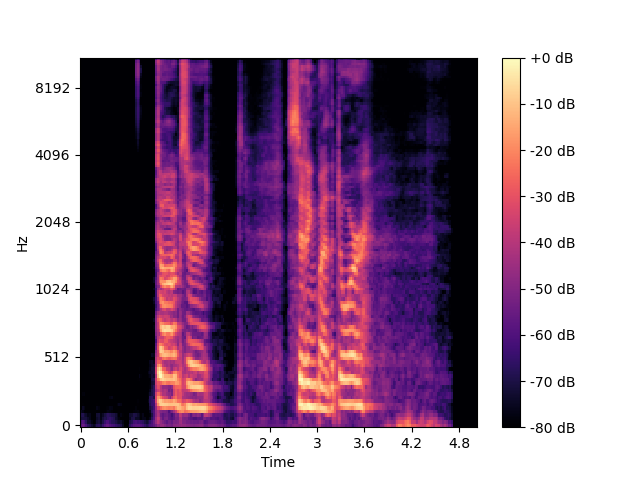 8192
4096
2048
1024
512
0
Hz
0 0.6 1.2 1.8 2.4 3 3.6 4.2 4.8
Time
+0 dB
-10 dB
-20 dB
-30 dB
-40 dB
-50 dB
-60 dB
-70 dB
-80 dB